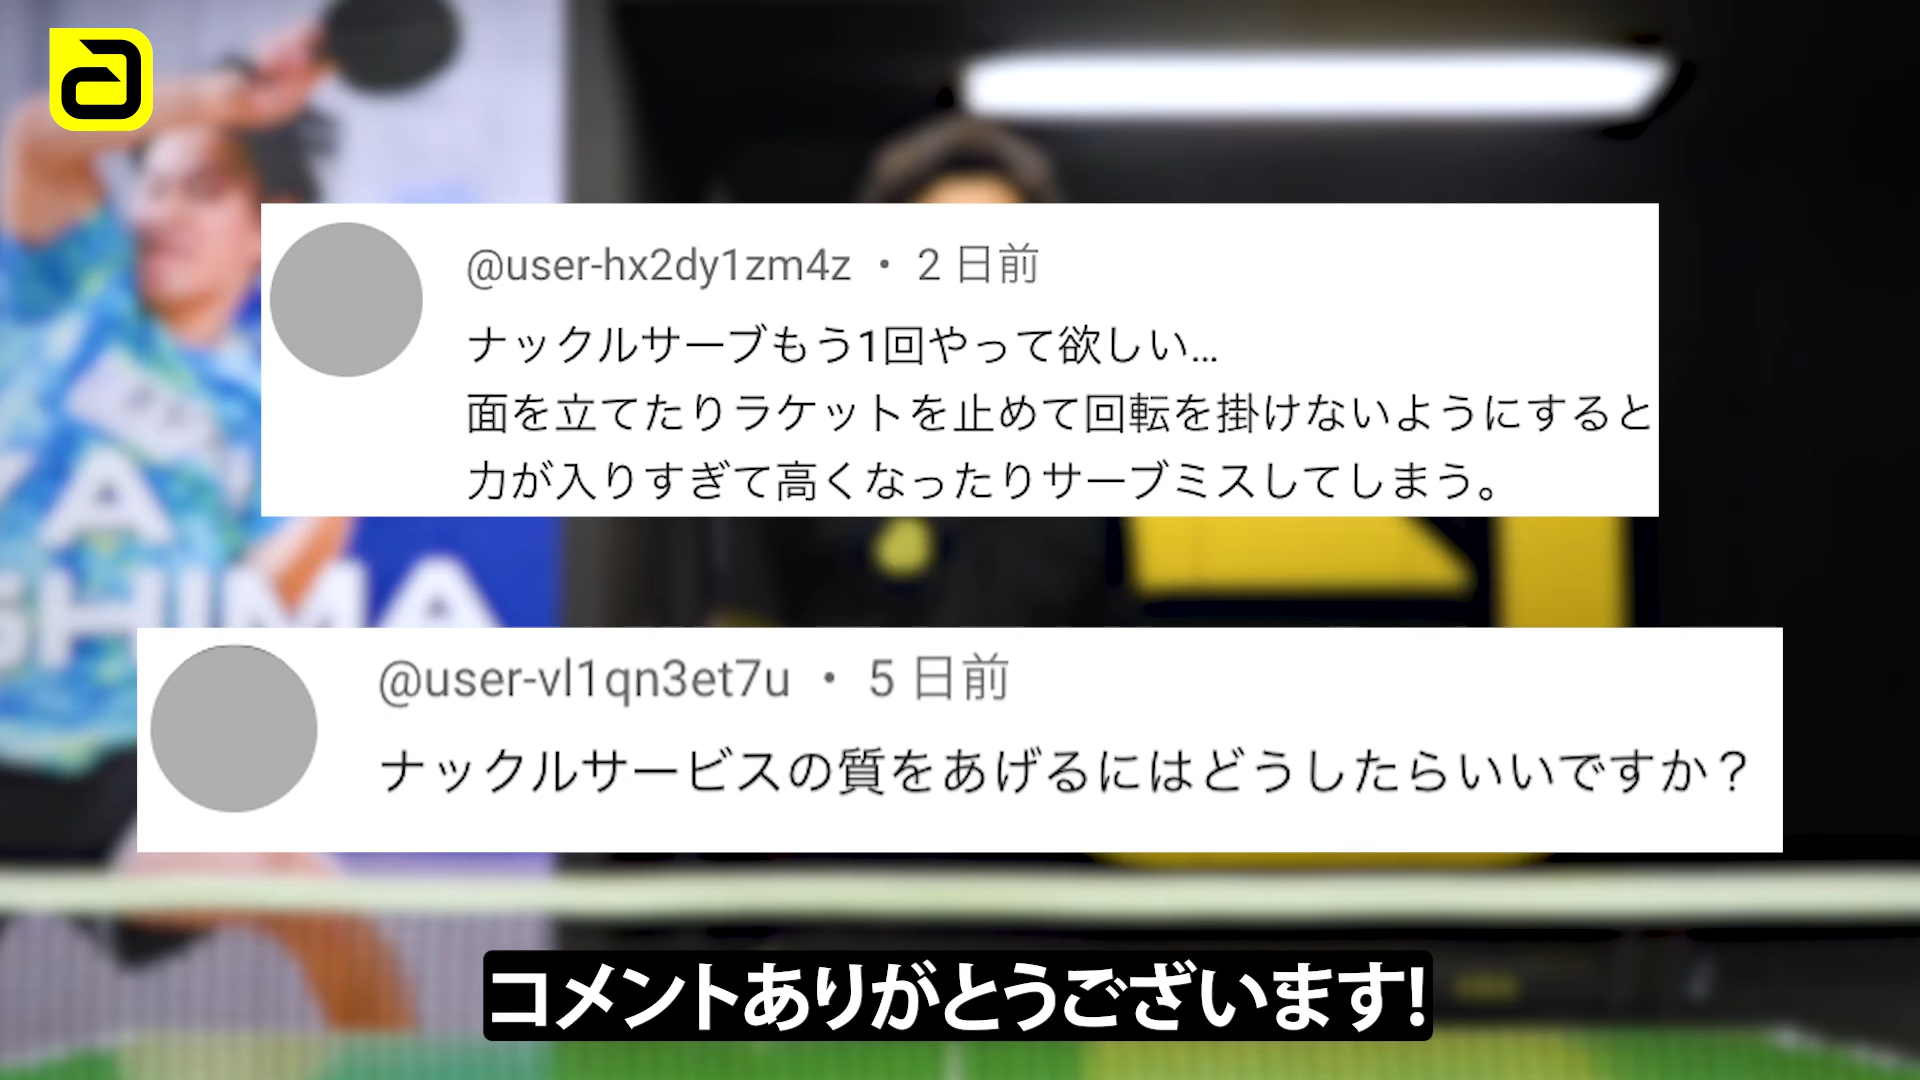 @user-hx2dy1zm4z ・ 2 日前
ナックルサーブもう1回やって欲しい...
面を立てたりラケットを止めて回転を掛けないようにすると
力が入りすぎて高くなったりサーブミスしてしまう。
SHIMA
@user-vl1qn3et7u ・ 5 日前
ナックルサービスの質をあげるにはどうしたらいいですか？
コメントありがとうございます!